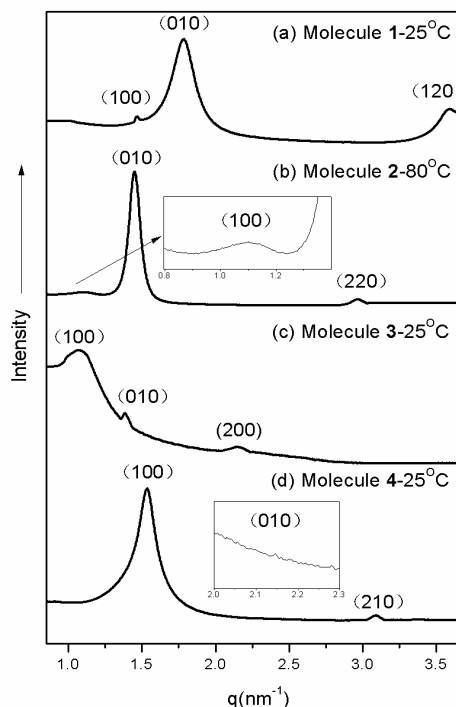 (a) Molecule 1-25°C
(010)
(100)
(120)
(b) Molecule 2-80°C
(010)
(100)
0.8 1.0 1.2
(220)
(c) Molecule 3-25°C
(100)
(010)
(200)
(d) Molecule 4-25°C
(100)
(010)
2.0 2.1 2.2 2.3
(210)
Intensity
1.0 1.5 2.0 2.5 3.0 3.5
q(nm⁻¹)